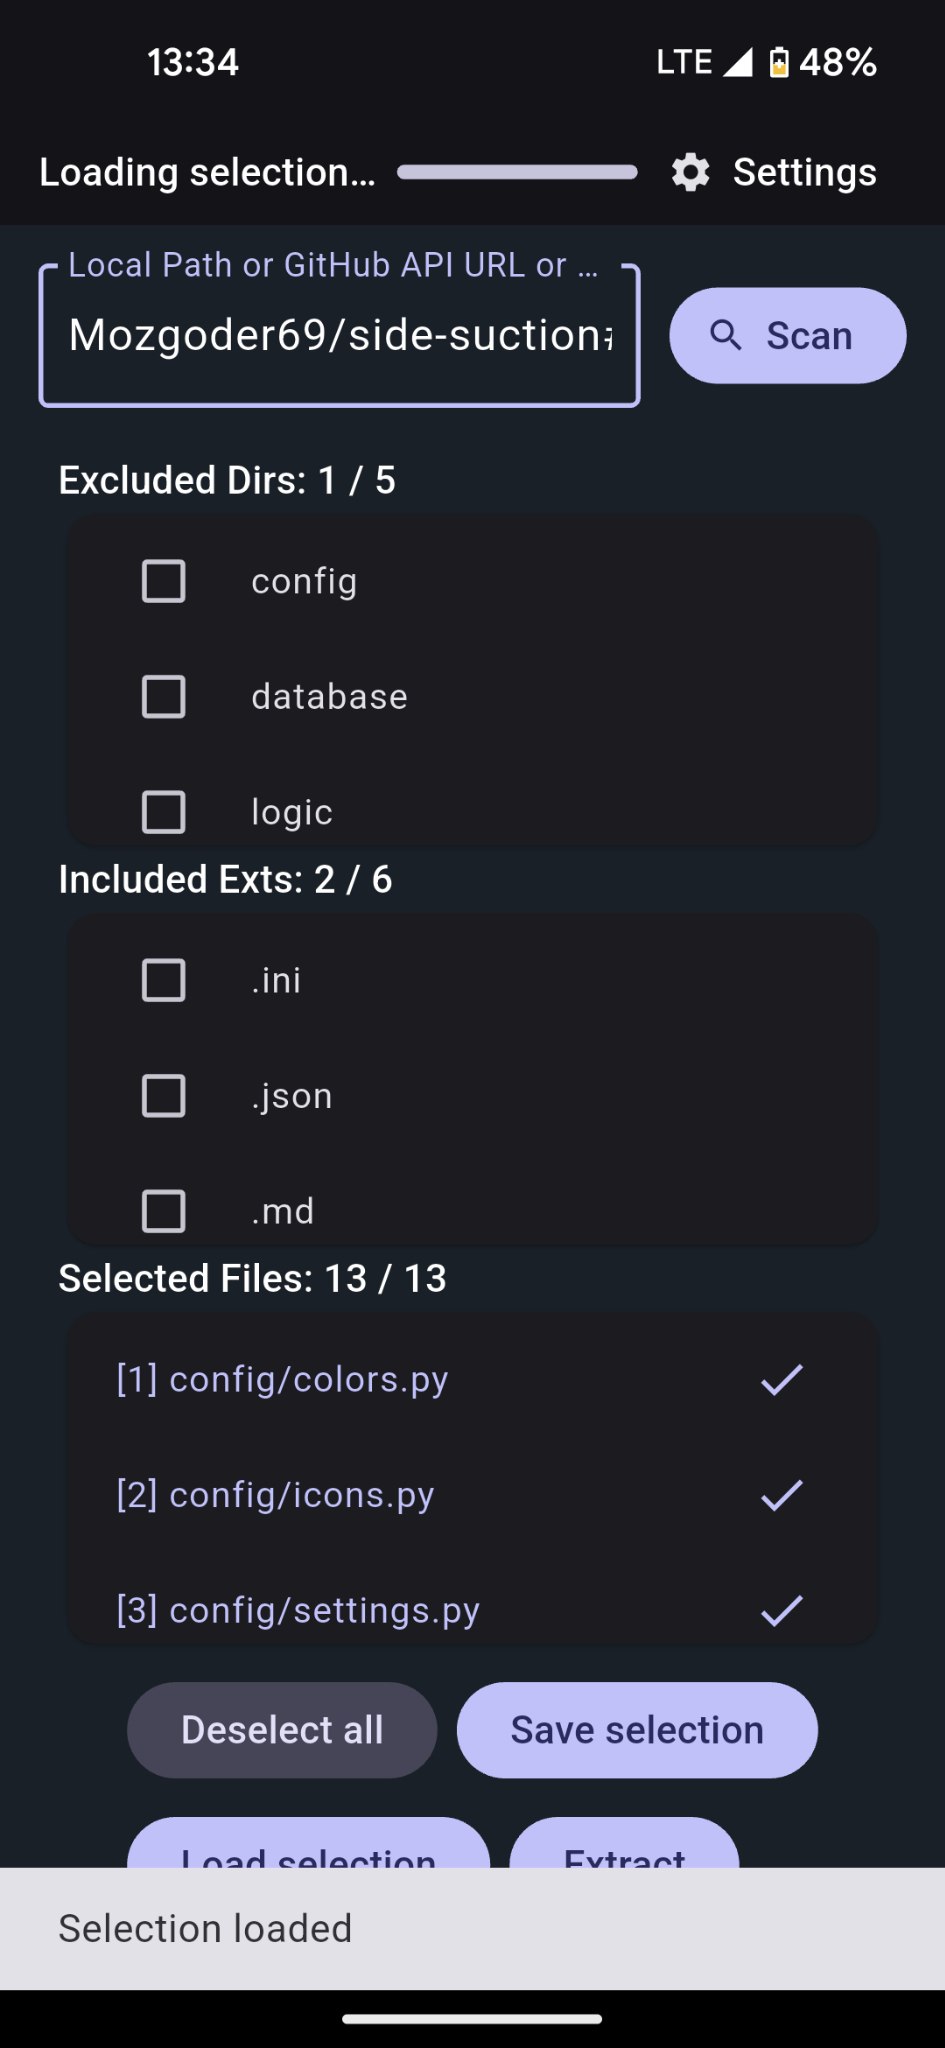 13:34
LTE 48%
Loading selection...
Settings
Local Path or GitHub API URL or ...
Mozgoder69/side-suction#
Scan
Excluded Dirs: 1 / 5
config
database
logic
Included Exts: 2 / 6
.ini
.json
.md
Selected Files: 13 / 13
[1] config/colors.py
[2] config/icons.py
[3] config/settings.py
Deselect all
Save selection
Load selection
Extract
Selection loaded